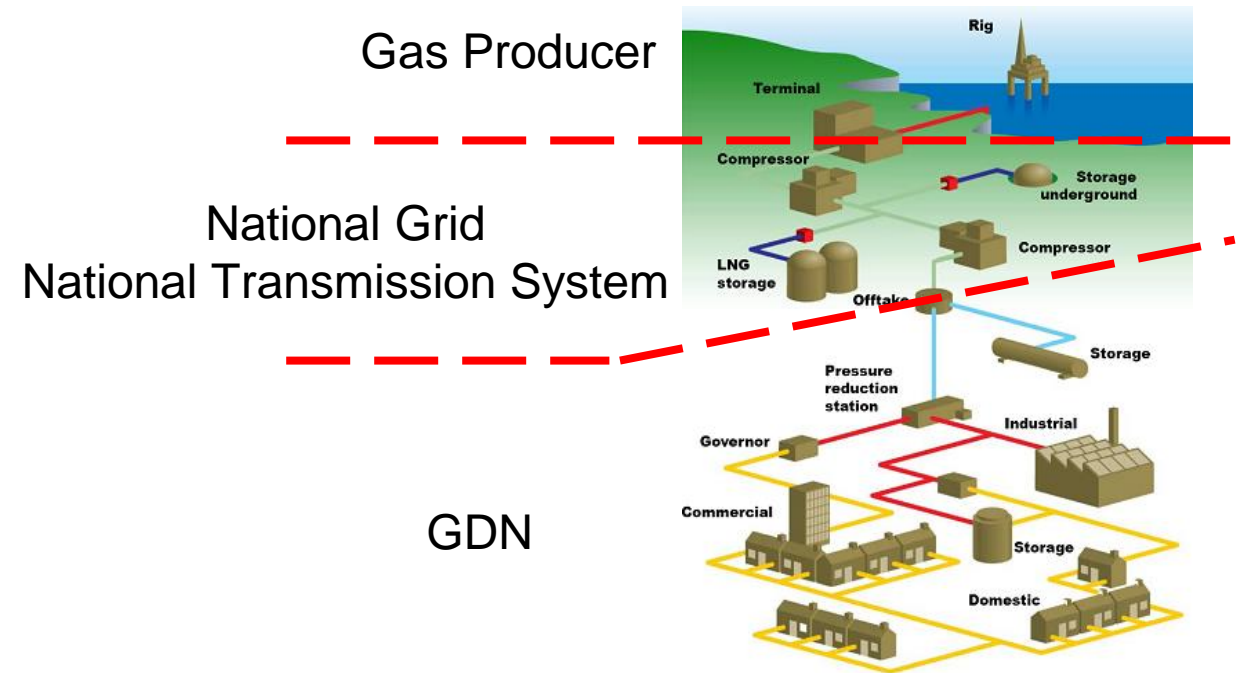 Gas Producer
Rig
Terminal
Compressor
Storage
underground
National Grid
National Transmission System
Compressor
LNG
storage
Offtake
Storage
Pressure
reduction
station
Industrial
Governor
Commercial
GDN
Storage
Domestic